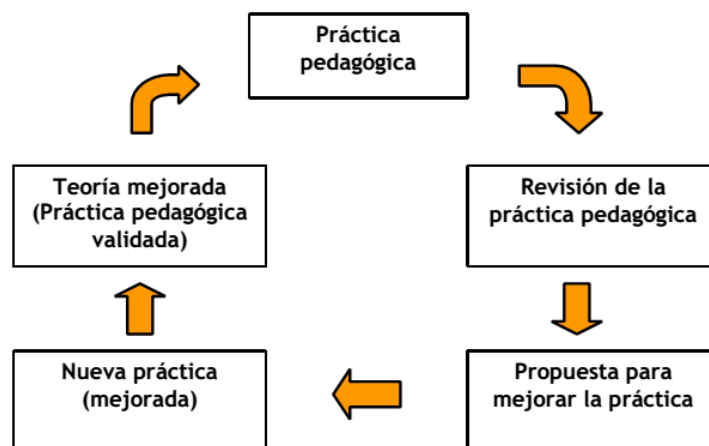 Práctica
pedagógica
Revisión de la
práctica pedagógica
Propuesta para
mejorar la práctica
Nueva práctica
(mejorada)
Teoría mejorada
(Práctica pedagógica
validada)